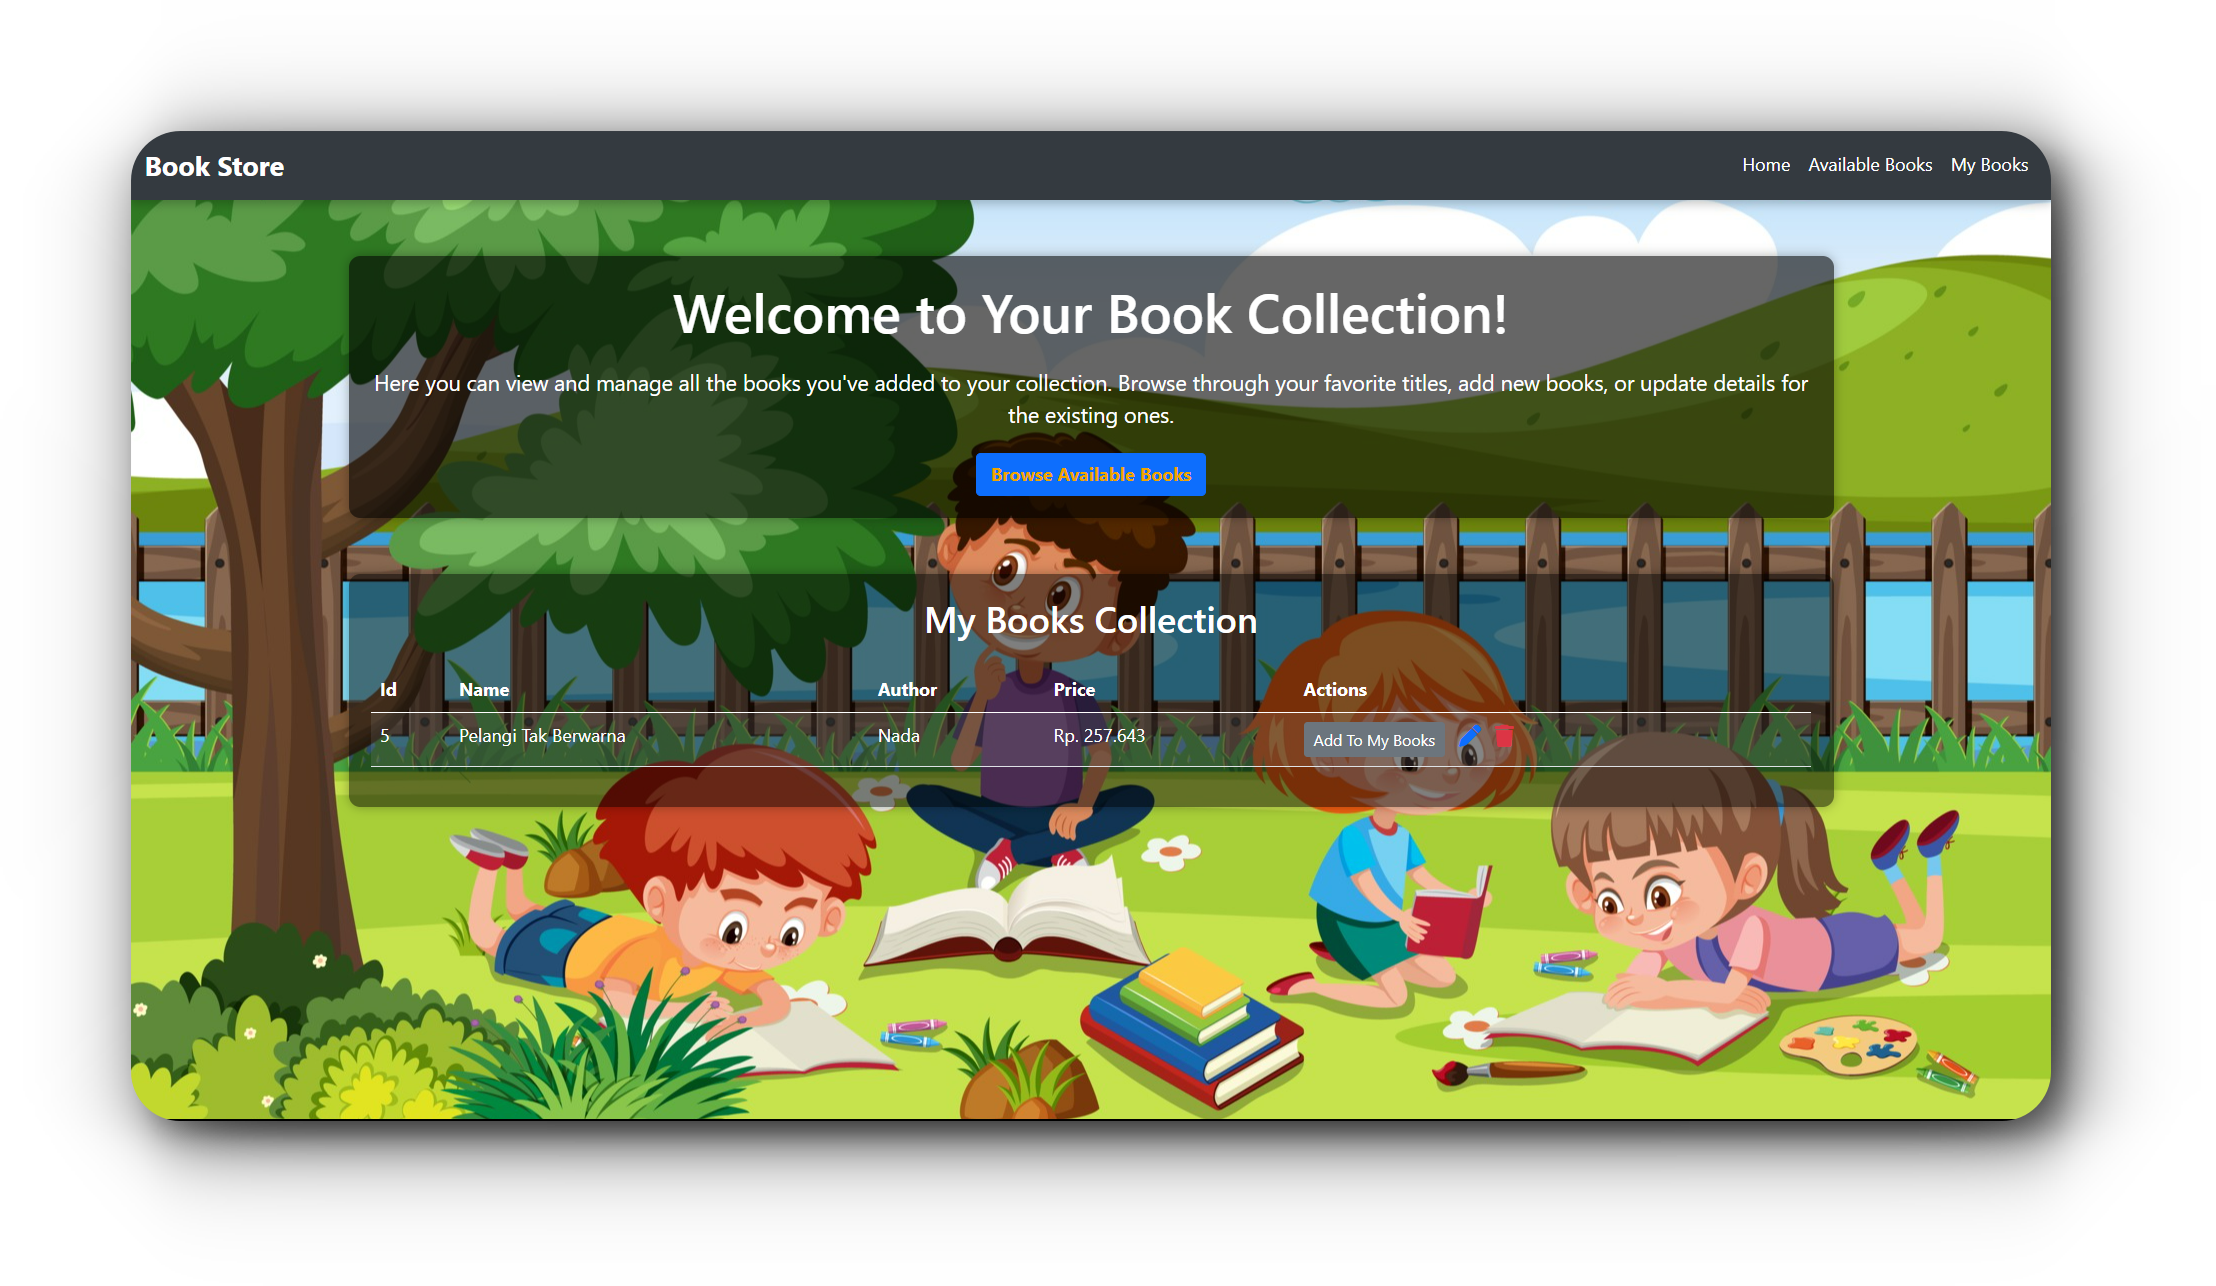 Book Store
Home Available Books My Books
Welcome to Your Book Collection!
Here you can view and manage all the books you've added to your collection. Browse through your favorite titles, add new books, or update details for
the existing ones.
Browse Available Books
My Books Collection
Id Name Author Price Actions
5 Pelangi Tak Berwarna Nada Rp. 257.643 Add To My Books